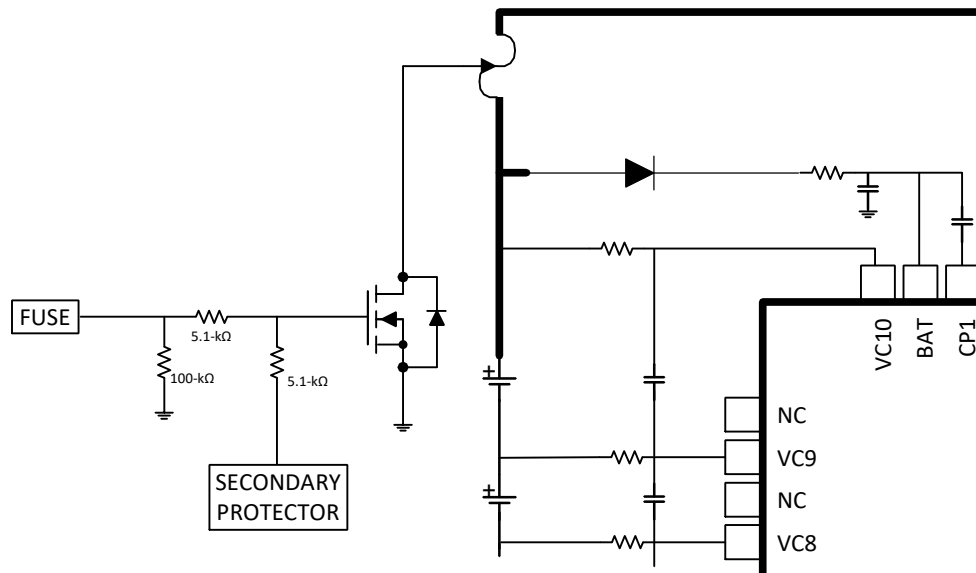 FUSE
5.1-kΩ
100-kΩ
5.1-kΩ
SECONDARY
PROTECTOR
+
+
VC10
BAT
CP1
NC
VC9
NC
VC8